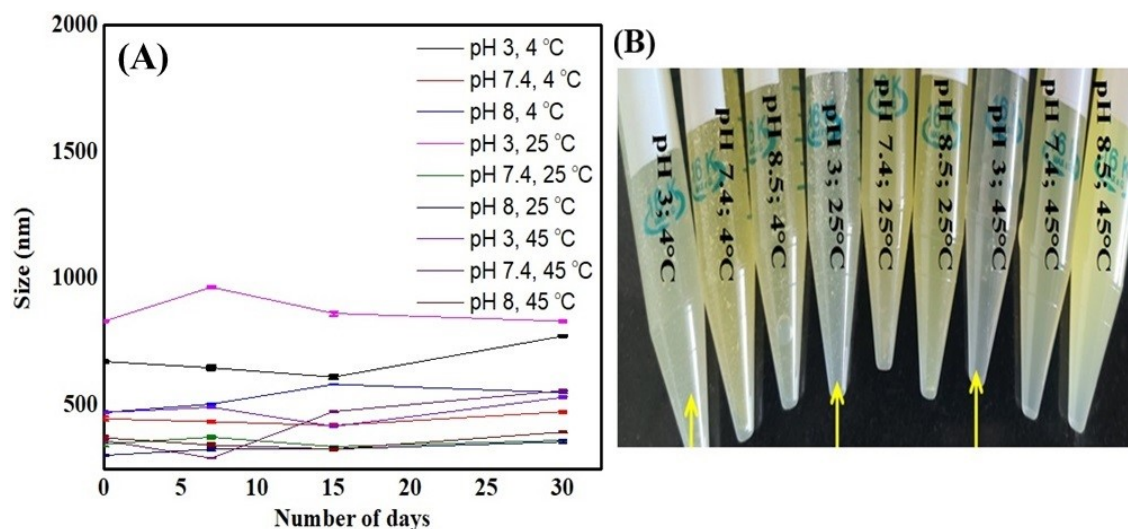 (A)
2000
1500
1000
500
Size (nm)
0
5
10
15
20
25
30
Number of days
pH 3, 4 °C
pH 7.4, 4 °C
pH 8, 4 °C
pH 3, 25 °C
pH 7.4, 25 °C
pH 8, 25 °C
pH 3, 45 °C
pH 7.4, 45 °C
pH 8, 45 °C
(B)
pH 3; 4°C
pH 7.4; 4°C
pH 8.5; 4°C
pH 3; 25°C
pH 7.4; 25°C
pH 8.5; 25°C
pH 3; 45°C
pH 7.4; 45°C
pH 8.5; 45°C